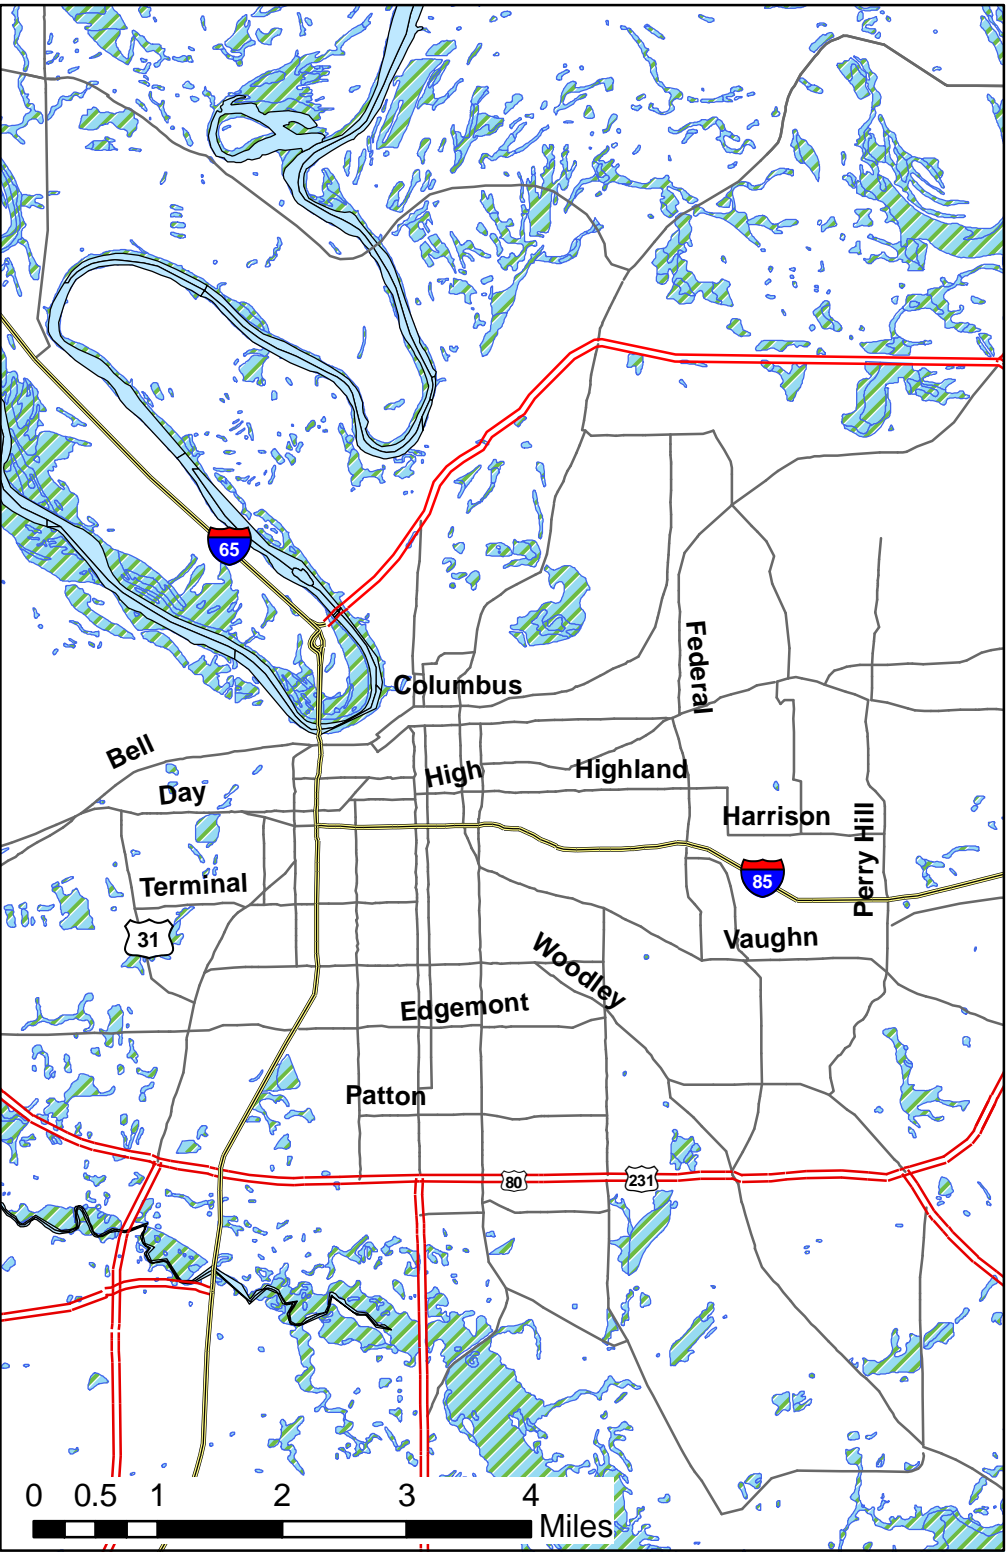 65
Columbus
Federal
Bell
High
Highland
Day
Harrison
Perry Hill
Terminal
85
31
Vaughn
Woodley
Edgemont
Patton
80
231
0 0.5 1 2 3 4
Miles